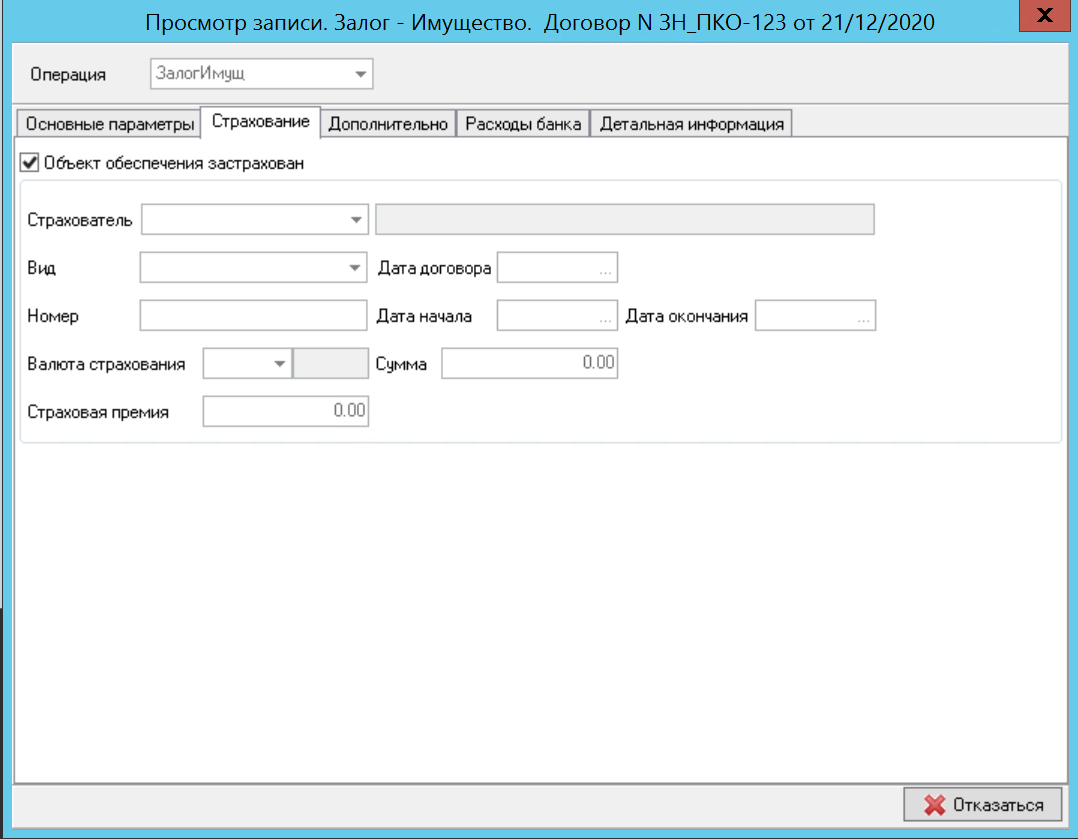 Просмотр записи. Залог - Имущество. Договор N ЗН_ПКО-123 от 21/12/2020 X
Операция ЗалогИмущ
Основные параметры Страхование Дополнительно Расходы банка Детальная информация
Объект обеспечения застрахован
Страхователь
Вид Дата договора ...
Номер Дата начала ... Дата окончания ...
Валюта страхования Сумма 0.00
Страховая премия 0.00
Отказаться